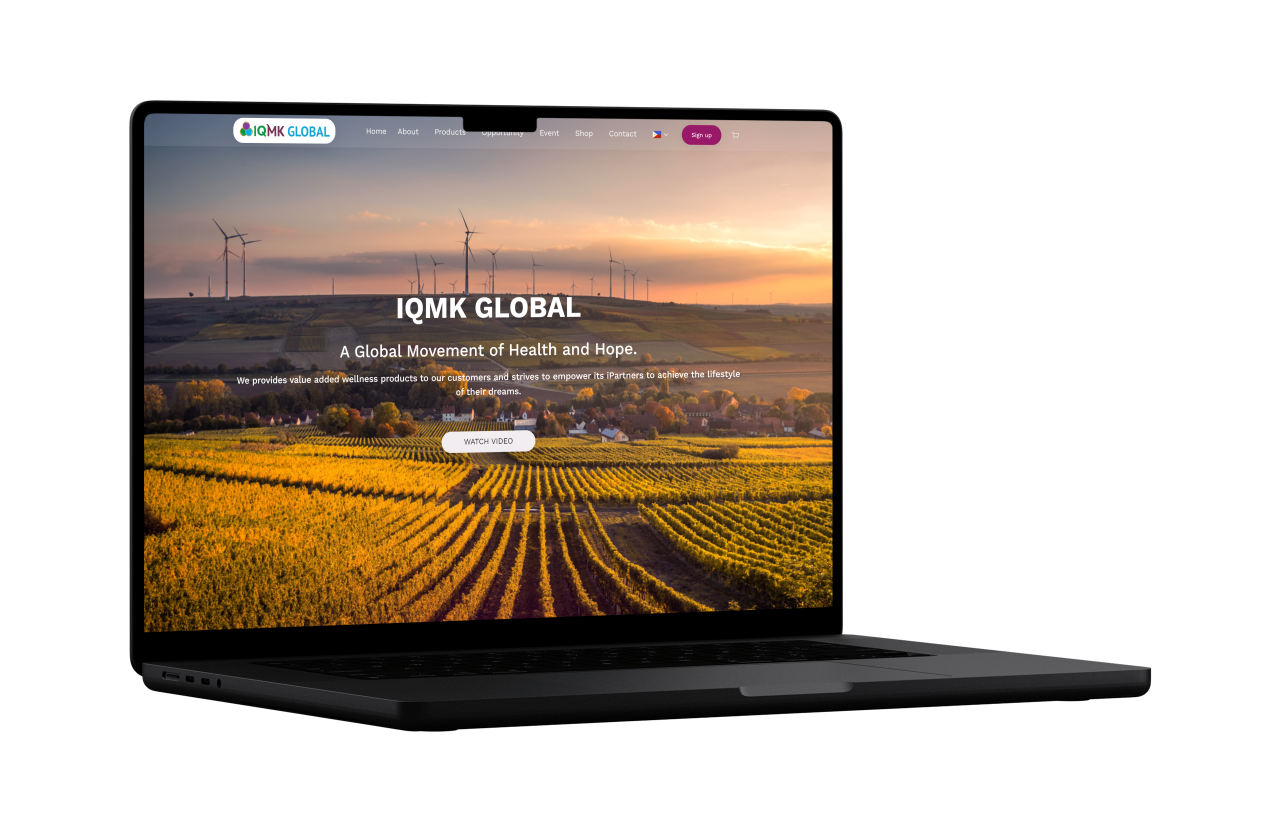 IQMK GLOBAL
Home About Products Opportunity Event Shop Contact Sign up
IQMK GLOBAL
A Global Movement of Health and Hope.
We provides value added wellness products to our customers and strives to empower its iPartners to achieve the lifestyle
of their dreams.
WATCH VIDEO